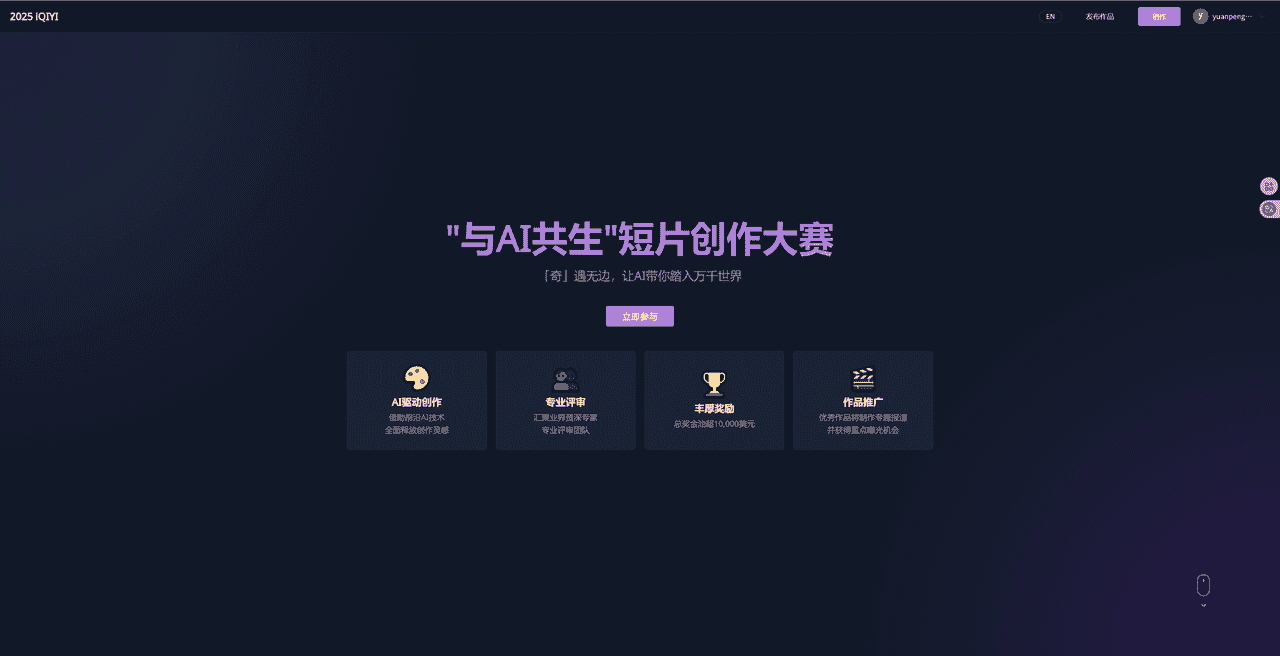 2025 iQIYI
EN
发布作品
创作
y
yuanpeng···
"与AI共生"短片创作大赛
「奇」遇无边，让AI带你踏入万千世界
立即参与
AI驱动创作
借助前沿AI技术
全面释放创作灵感
专业评审
汇聚业界资深专家
专业评审团队
丰厚奖励
总奖金池超10,000美元
作品推广
优秀作品将制作专题报道
并获得重点曝光机会